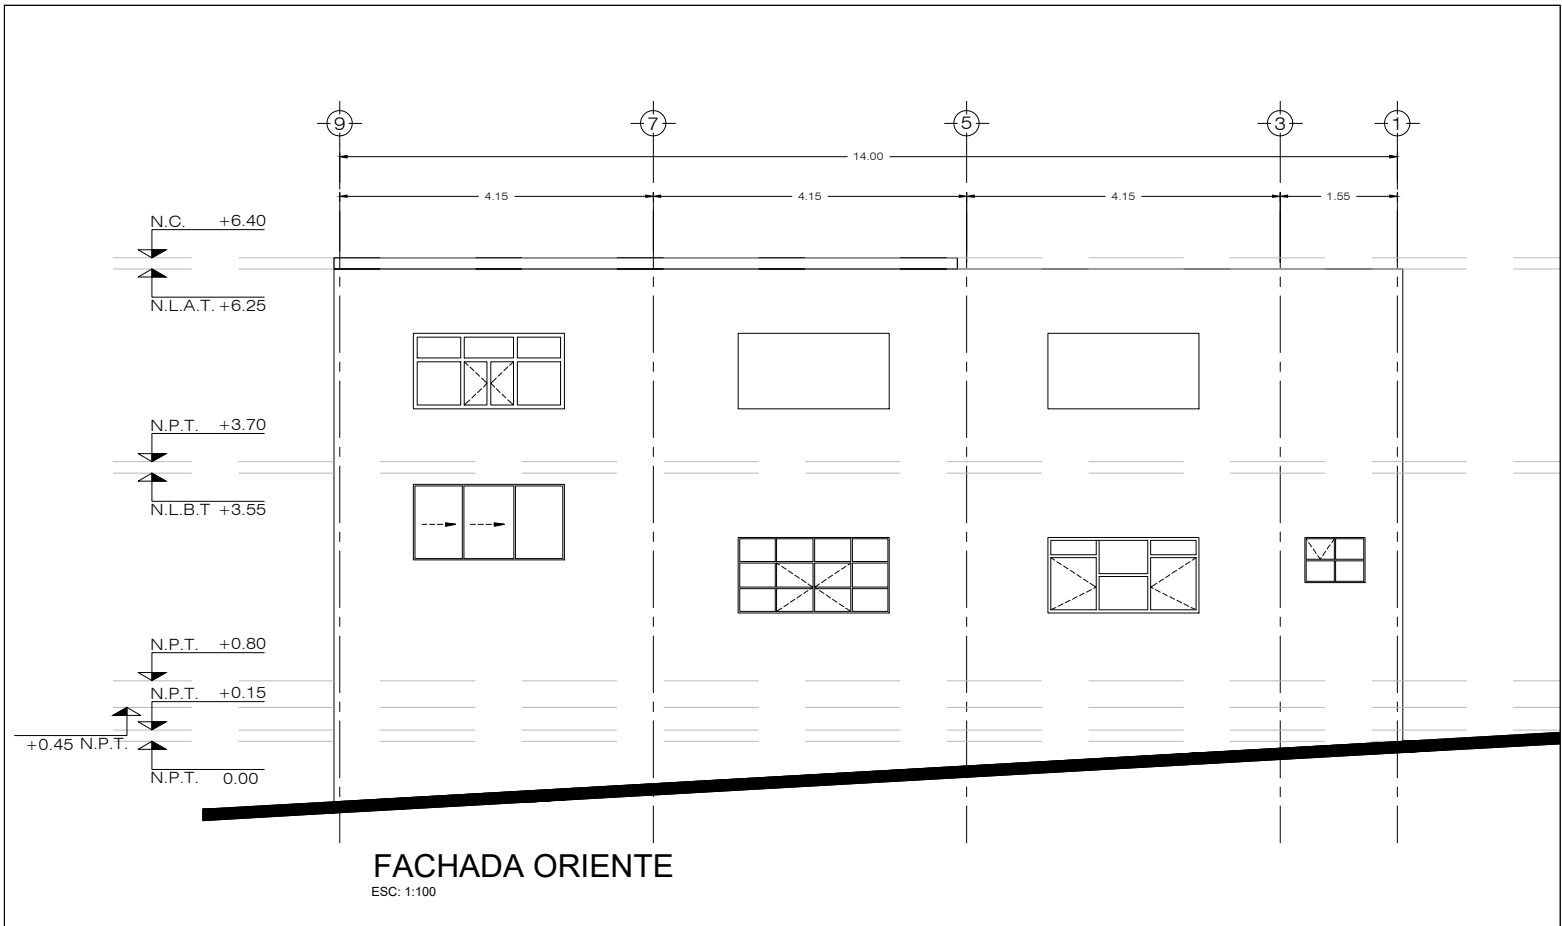 9 7 5 3 1
14.00
4.15 4.15 4.15 1.55
N.C. +6.40
N.L.A.T. +6.25
N.P.T. +3.70
N.L.B.T +3.55
N.P.T. +0.80
N.P.T. +0.15
+0.45 N.P.T.
N.P.T. 0.00
FACHADA ORIENTE
ESC: 1:100